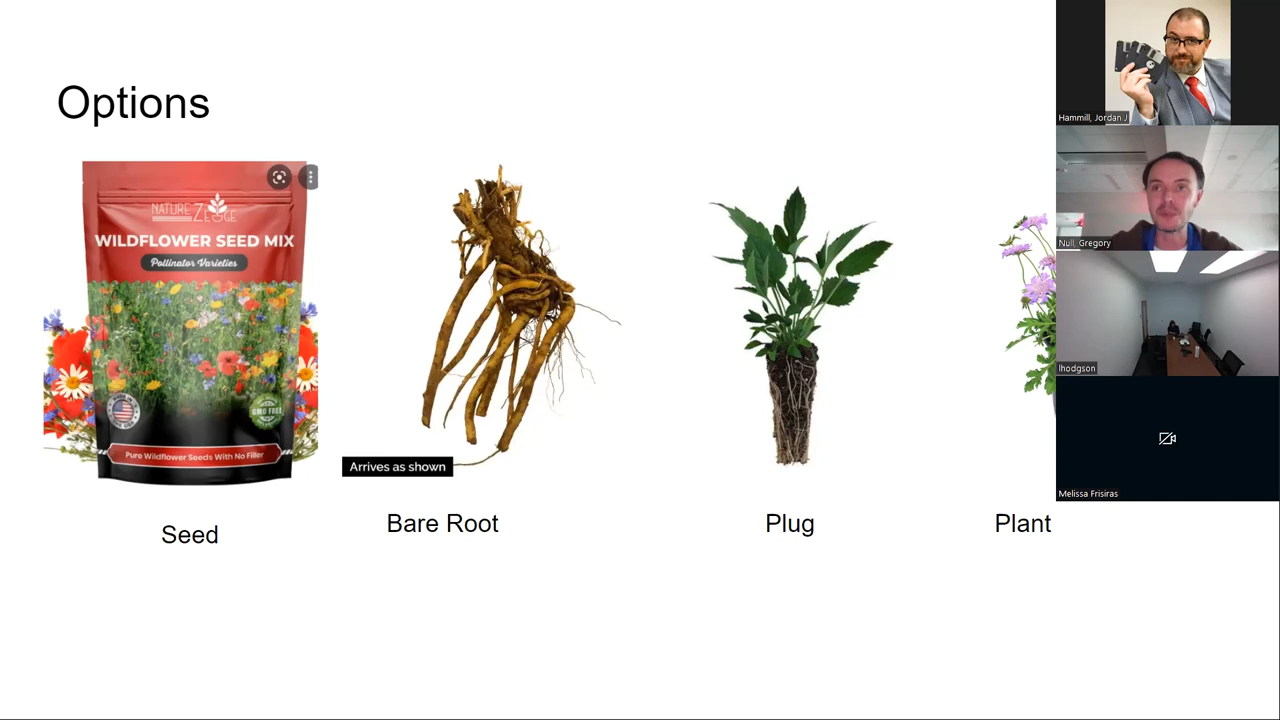 Options
NATURE Z EDGE
WILDFLOWER SEED MIX
Pollinator Varieties
GMO FREE
Pure Wildflower Seeds With No Filler
Arrives as shown
Seed
Bare Root
Plug
Plant
Hammill, Jordan J
Null, Gregory
lhodgson
Melissa Frisiras